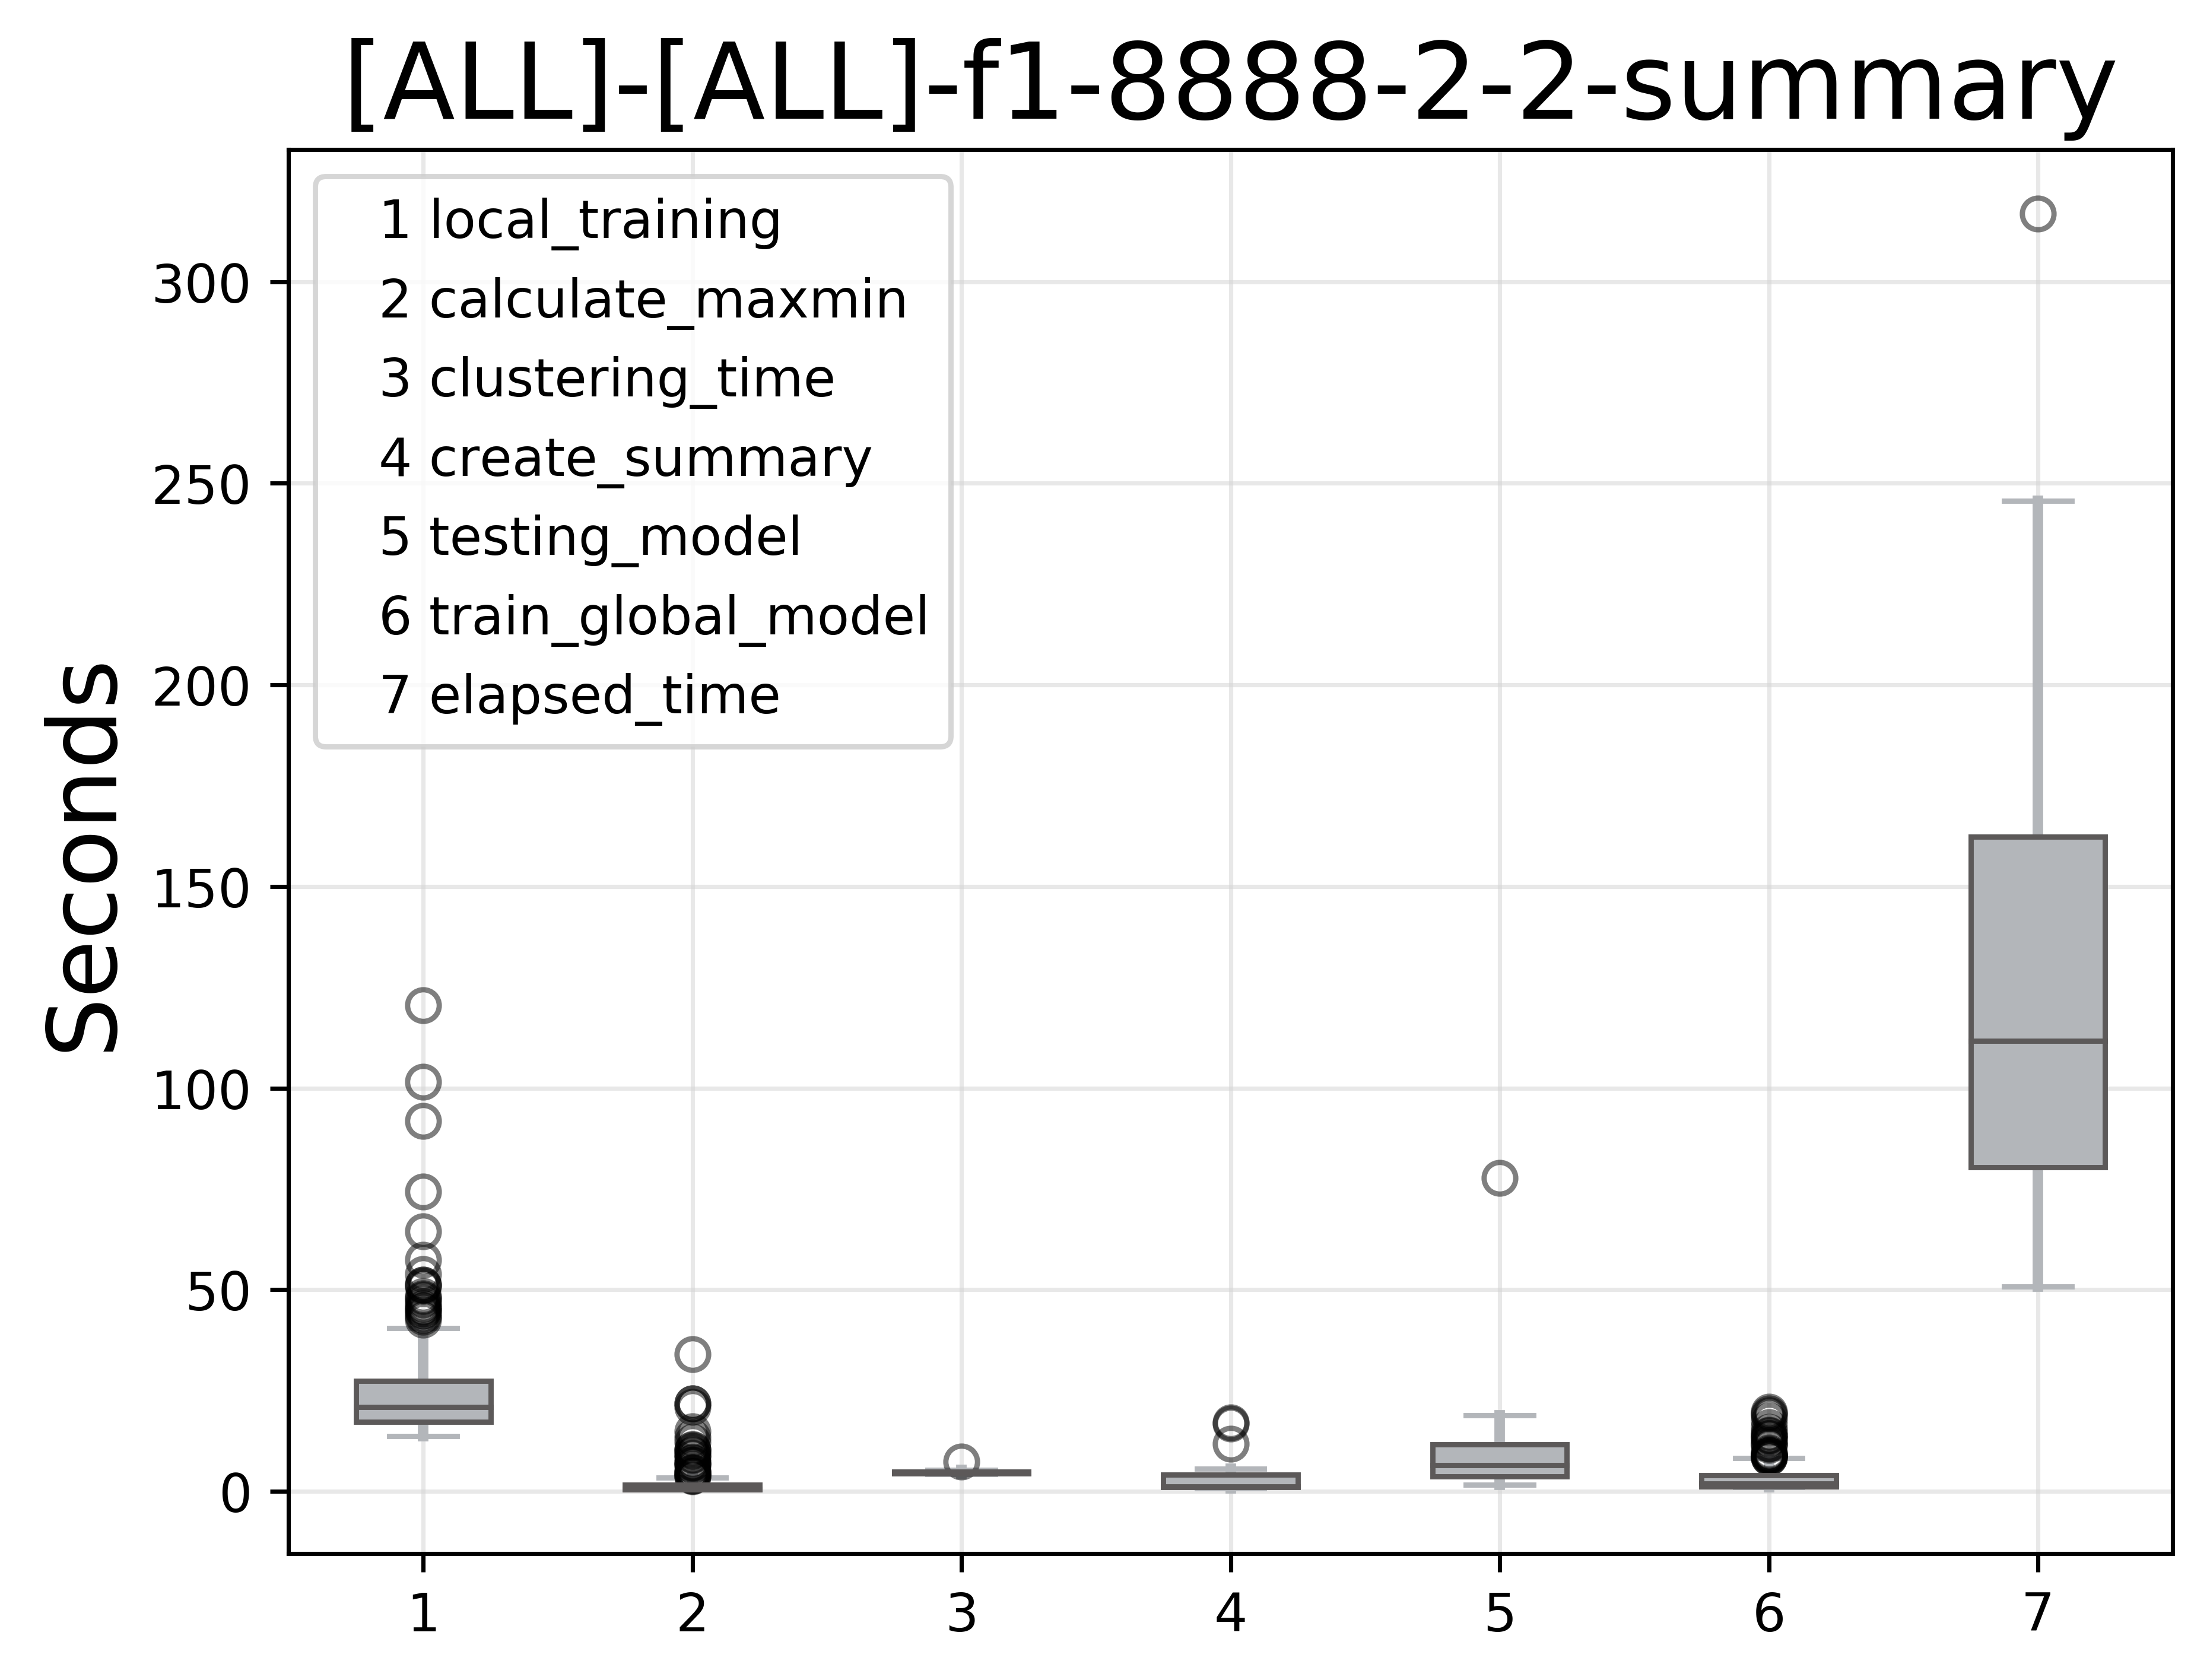 [ALL]-[ALL]-f1-8888-2-2-summary
1 local_training
2 calculate_maxmin
3 clustering_time
4 create_summary
5 testing_model
6 train_global_model
7 elapsed_time
Seconds
300
250
200
150
100
50
0
1 2 3 4 5 6 7